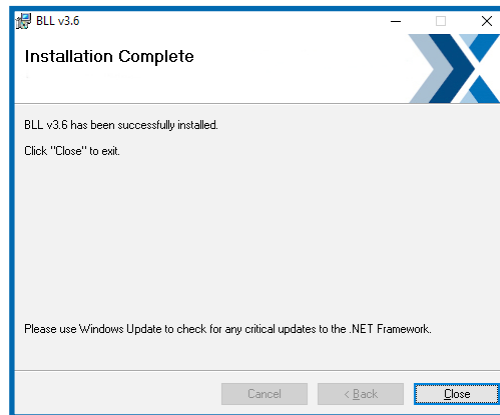 BLL v3.6
Installation Complete
BLL v3.6 has been successfully installed.
Click "Close" to exit.
Please use Windows Update to check for any critical updates to the .NET Framework.
Cancel
< Back
Close